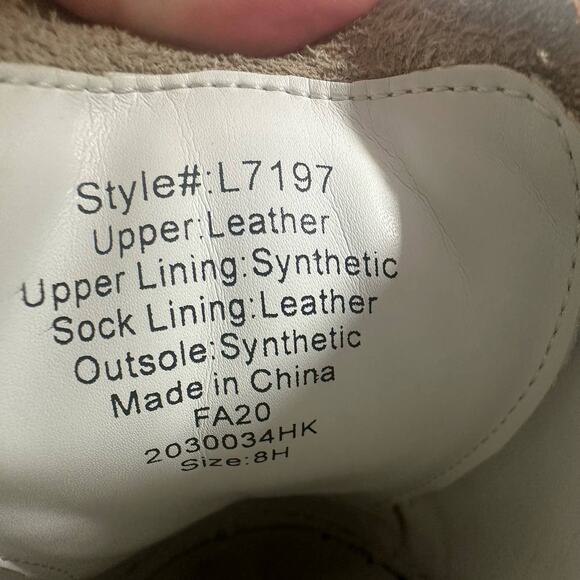 Style#:L7197
Upper:Leather
Upper Lining:Synthetic
Sock Lining:Leather
Outsole:Synthetic
Made in China
FA20
2030034HK
Size:8H